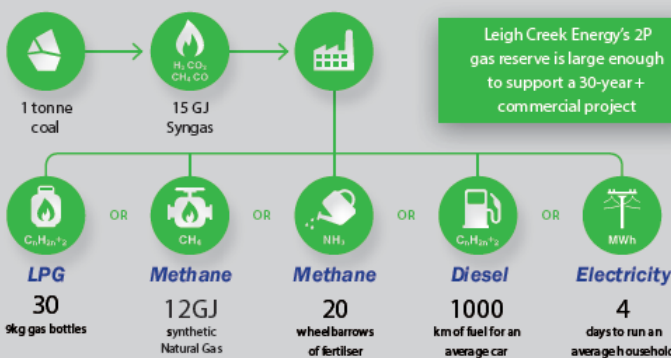 Leigh Creek Energy's 2P
gas reserve is large enough
to support a 30-year+
commercial project
H₂ CO₂
CH₄ CO
1 tonne
coal
15 GJ
Syngas
CₙH₂ₙ+₂
OR
CH₄
OR
NH₃
OR
CₙH₂ₙ+₂
OR
MWh
LPG
Methane
Methane
Diesel
Electricity
30
12GJ
20
1000
4
9kg gas bottles
synthetic
Natural Gas
wheelbarrows
of fertilser
km of fuel for an
average car
days to run an
average household